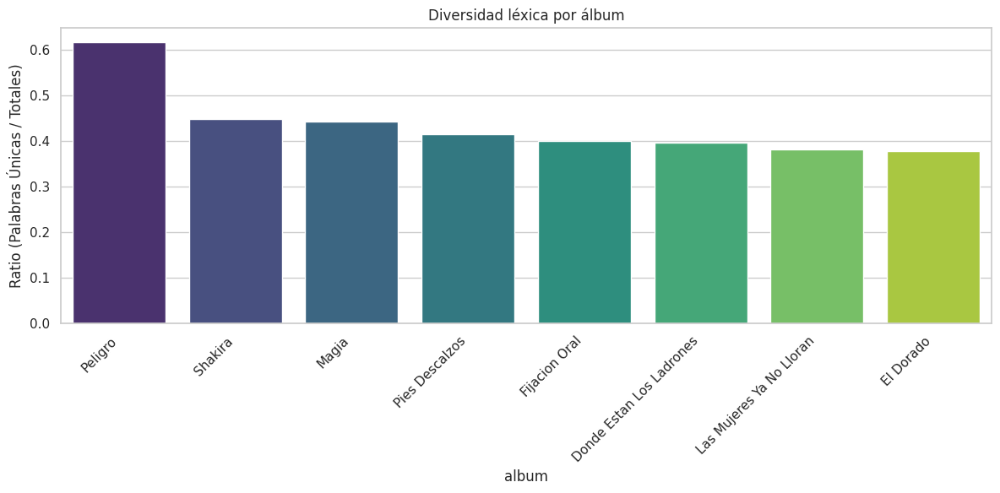 Diversidad léxica por álbum
Ratio (Palabras Únicas / Totales)
0.6
0.5
0.4
0.3
0.2
0.1
0.0
Peligro
Shakira
Magia
Pies Descalzos
Fijacion Oral
Donde Estan Los Ladrones
Las Mujeres Ya No Lloran
El Dorado
album